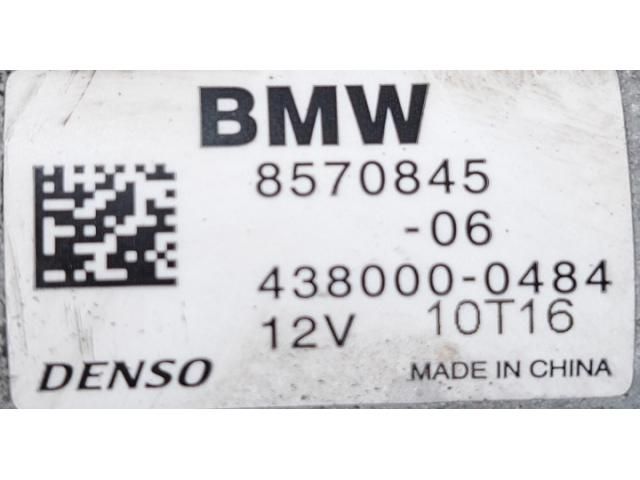 BMW
8570845
-06
438000-0484
12V 10T16
DENSO MADE IN CHINA